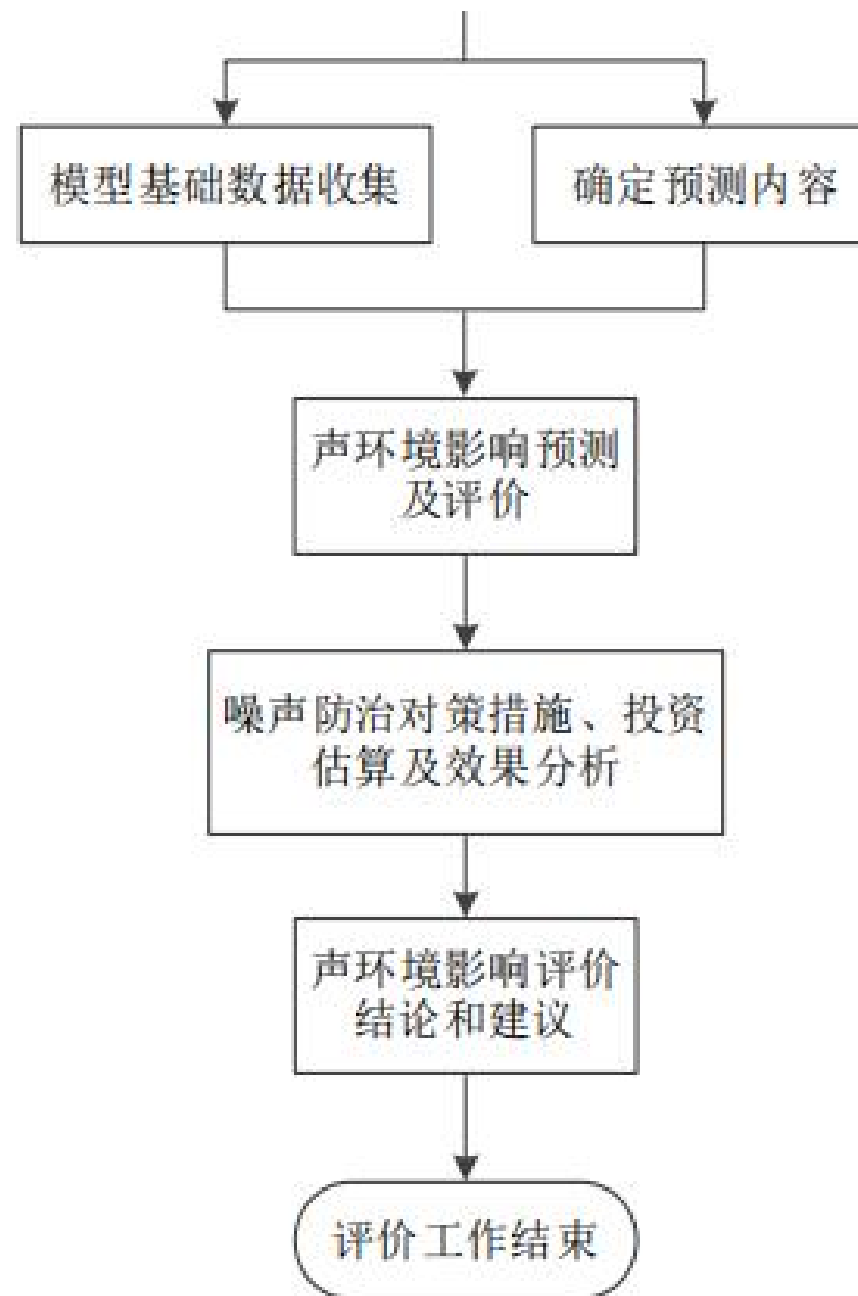 模型基础数据收集
确定预测内容
声环境影响预测
及评价
噪声防治对策措施、投资
估算及效果分析
声环境影响评价
结论和建议
评价工作结束